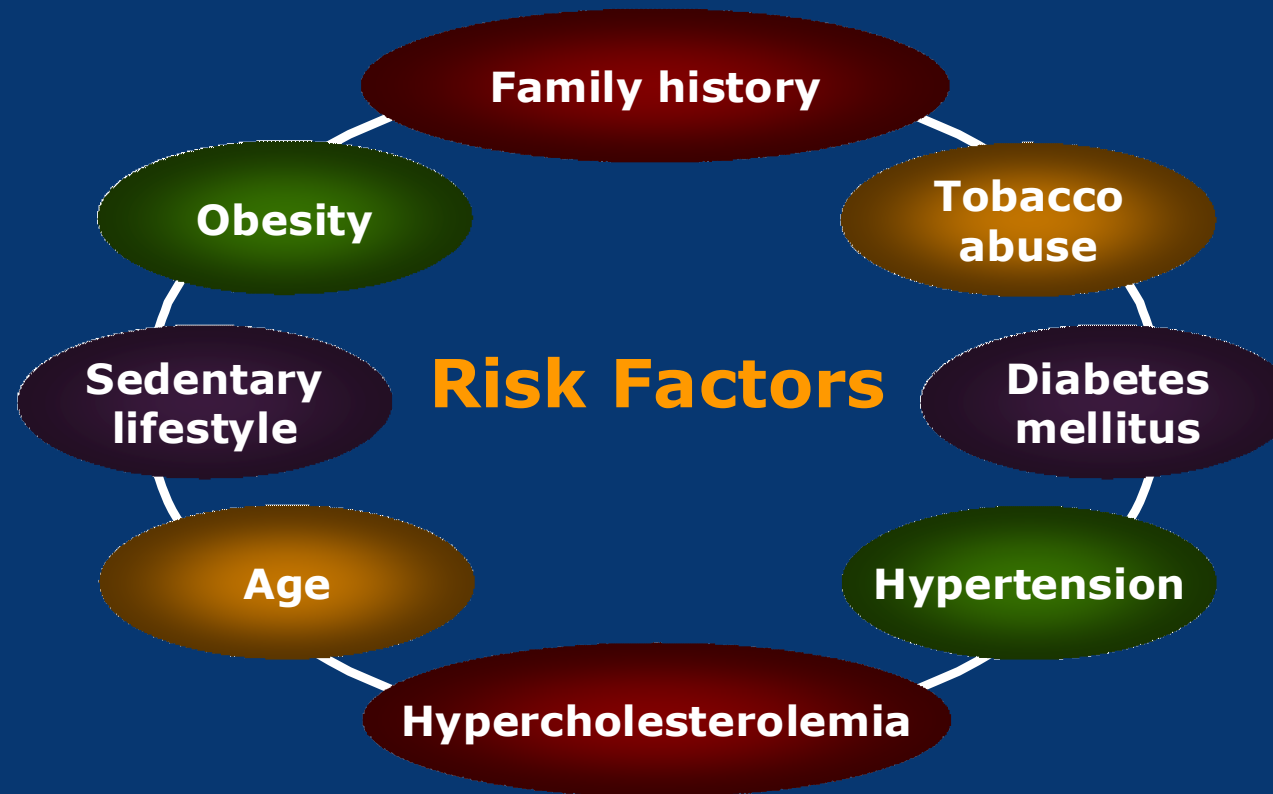 Family history
Obesity
Tobacco
abuse
Sedentary
lifestyle
Risk Factors
Diabetes
mellitus
Age
Hypertension
Hypercholesterolemia